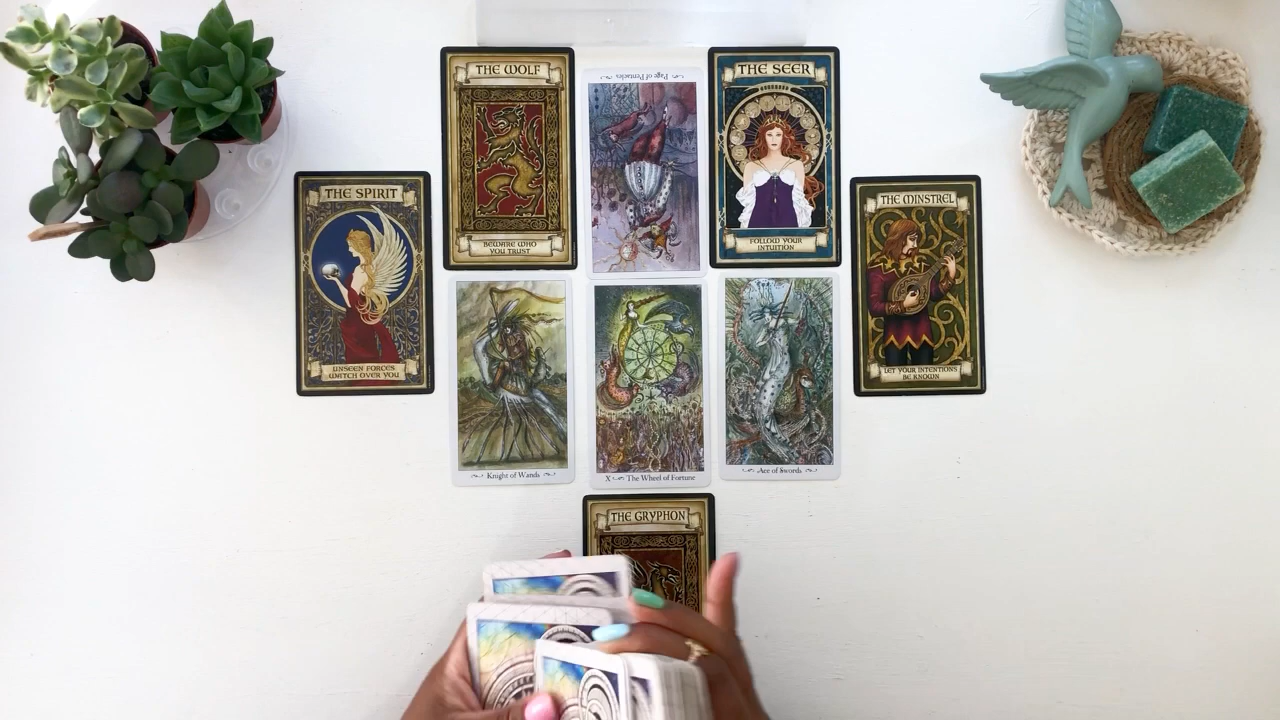 THE WOLF
BEWARE WHO
YOU TRUST
Page of Pentacles
THE SEER
FOLLOW YOUR
INTUITION
THE SPIRIT
UNSEEN FORCES
WATCH OVER YOU
THE MINSTREL
LET YOUR INTENTIONS
BE KNOWN
Knight of Wands
X The Wheel of Fortune
Ace of Swords
THE GRYPHON